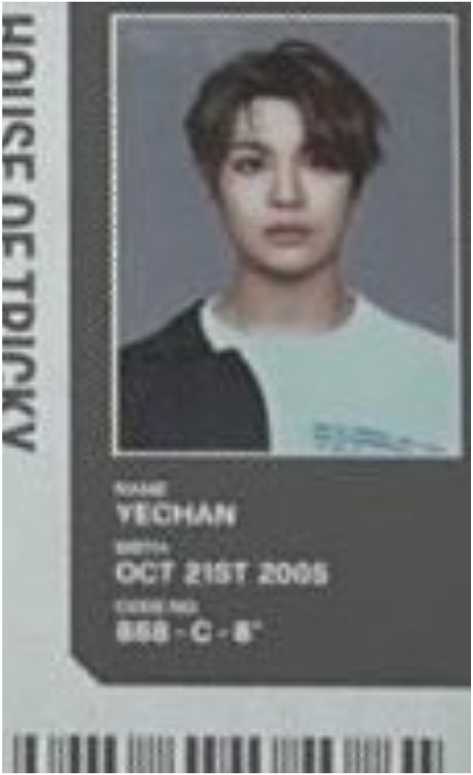 HOUSE OF TRICKY
NAME
YECHAN
BIRTH
OCT 21ST 2005
CODE NO